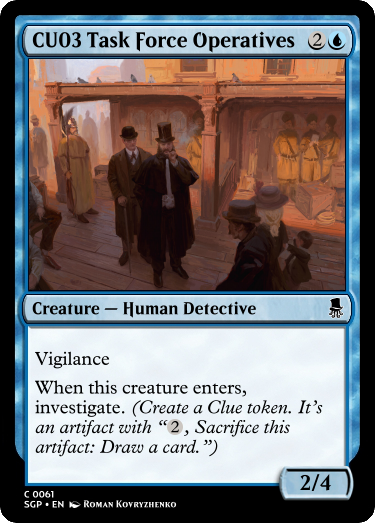 CU03 Task Force Operatives 2
Creature — Human Detective
Vigilance
When this creature enters,
investigate. (Create a Clue token. It's
an artifact with “2, Sacrifice this
artifact: Draw a card.”)
2/4
C 0061
SGP • EN Roman Kovryzhenko